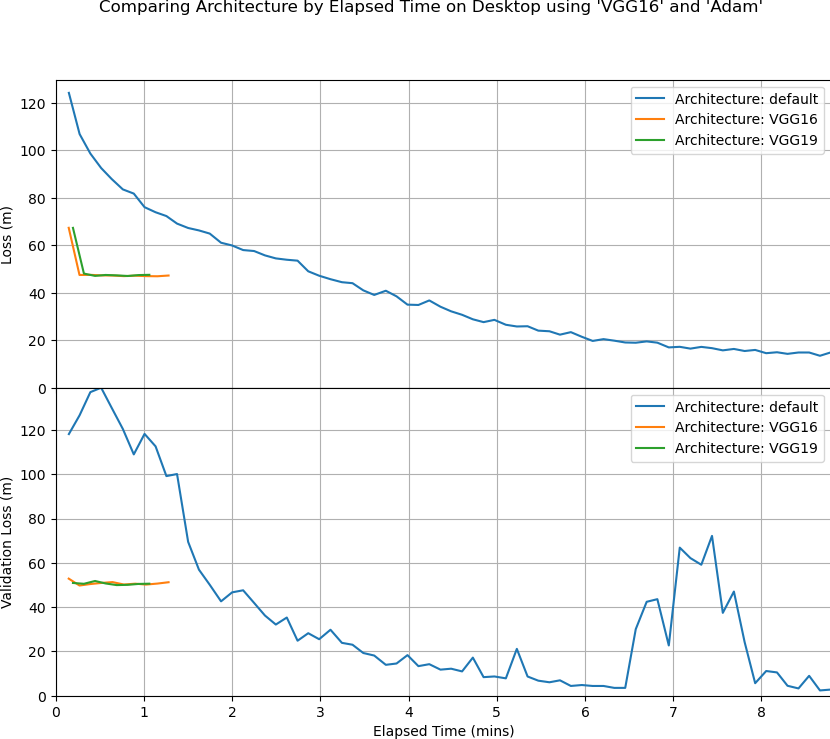 Comparing Architecture by Elapsed Time on Desktop using 'VGG16' and 'Adam'
120
100
80
60
40
20
0
Loss (m)
Architecture: default
Architecture: VGG16
Architecture: VGG19
120
100
80
60
40
20
0
Validation Loss (m)
Architecture: default
Architecture: VGG16
Architecture: VGG19
0 1 2 3 4 5 6 7 8
Elapsed Time (mins)